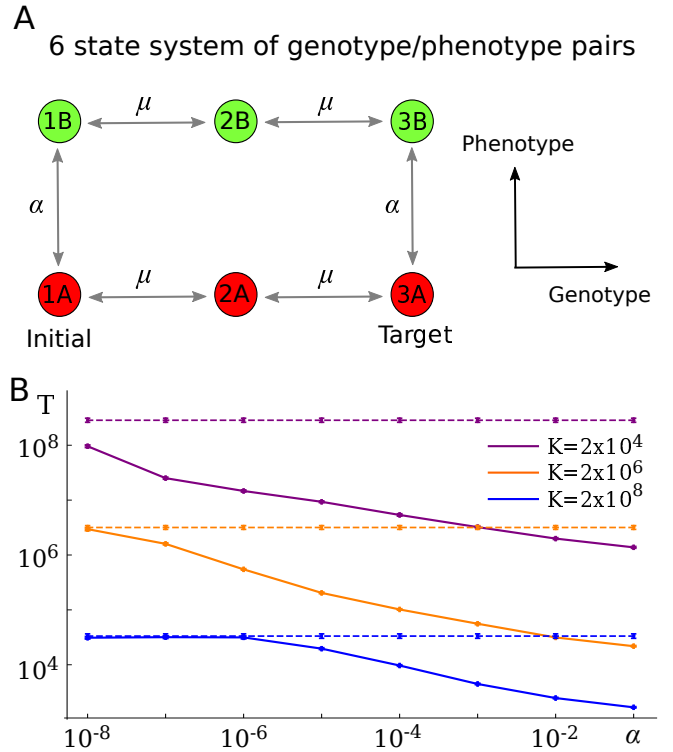 A
6 state system of genotype/phenotype pairs
1B μ 2B μ 3B
Phenotype
α α
1A μ 2A μ 3A
Genotype
Initial Target
B
T
10^8
K=2x10^4
K=2x10^6
K=2x10^8
10^6
10^4
10^-8 10^-6 10^-4 10^-2 α